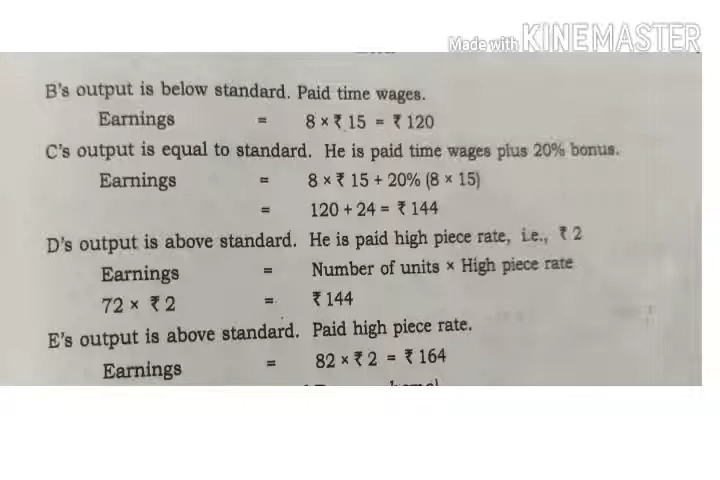 Made with KINEMASTER
B's output is below standard. Paid time wages.
Earnings = 8 × ₹ 15 = ₹ 120
C's output is equal to standard. He is paid time wages plus 20% bonus.
Earnings = 8 × ₹ 15 + 20% (8 × 15)
= 120 + 24 = ₹ 144
D's output is above standard. He is paid high piece rate, i.e., ₹ 2
Earnings = Number of units × High piece rate
72 × ₹ 2 = ₹ 144
E's output is above standard. Paid high piece rate.
Earnings = 82 × ₹ 2 = ₹ 164